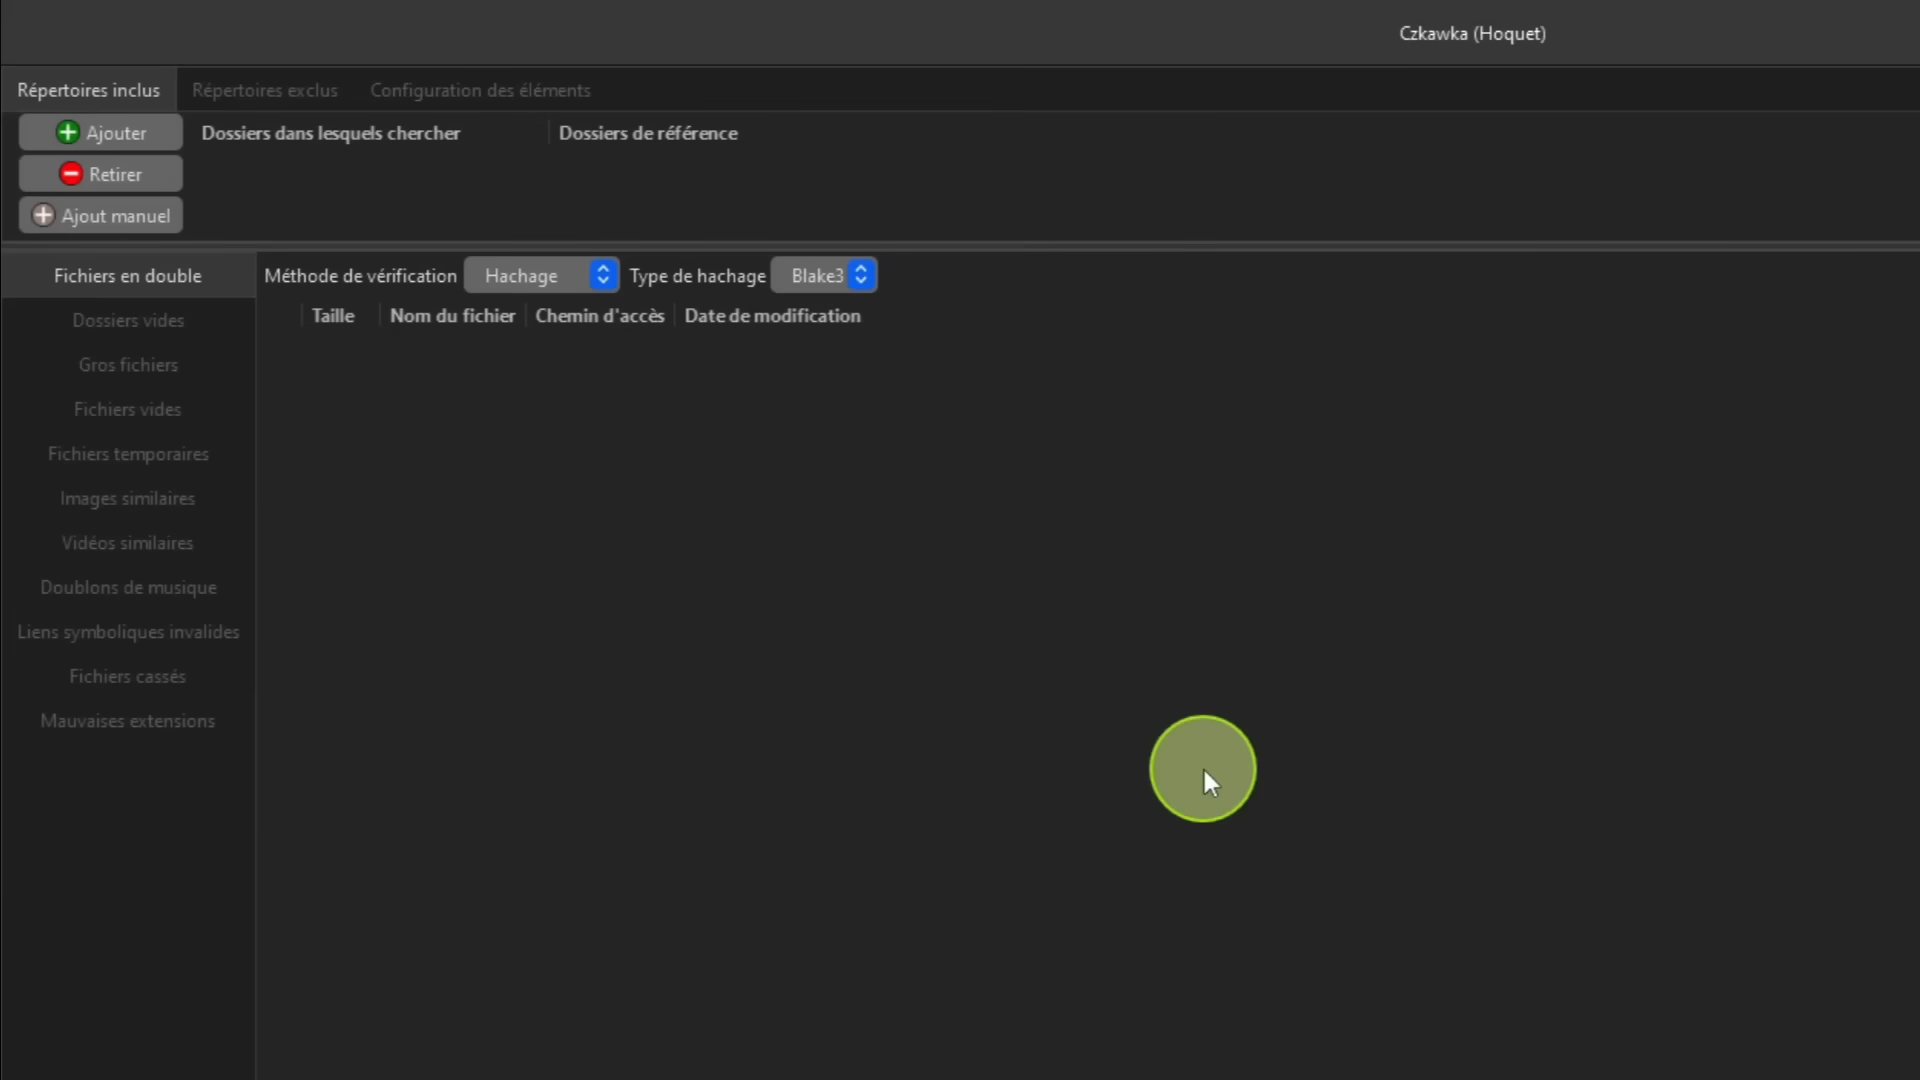 Czkawka (Hoquet)
Répertoires inclus Répertoires exclus Configuration des éléments
Ajouter Dossiers dans lesquels chercher Dossiers de référence
Retirer
Ajout manuel
Fichiers en double Méthode de vérification Hachage Type de hachage Blake3
Taille Nom du fichier Chemin d'accès Date de modification
Dossiers vides
Gros fichiers
Fichiers vides
Fichiers temporaires
Images similaires
Vidéos similaires
Doublons de musique
Liens symboliques invalides
Fichiers cassés
Mauvaises extensions